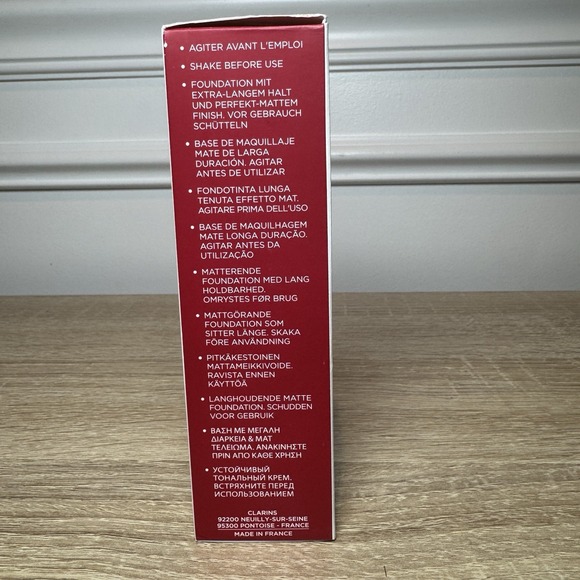 • AGITER AVANT L'EMPLOI
• SHAKE BEFORE USE
• FOUNDATION MIT
EXTRA-LANGEM HALT
UND PERFEKT-MATTEM
FINISH. VOR GEBRAUCH
SCHÜTTELN
• BASE DE MAQUILLAJE
MATE DE LARGA
DURACIÓN. AGITAR
ANTES DE UTILIZAR
• FONDOTINTA LUNGA
TENUTA EFFETTO MAT.
AGITARE PRIMA DELL'USO
• BASE DE MAQUILHAGEM
MATE LONGA DURAÇÃO.
AGITAR ANTES DA
UTILIZAÇÃO
• MATTERENDE
FOUNDATION MED LANG
HOLDBARHED.
OMRYSTES FØR BRUG
• MATTGÖRANDE
FOUNDATION SOM
SITTER LÄNGE. SKAKA
FÖRE ANVÄNDNING
• PITKÄKESTOINEN
MATTAMEIKKIVOIDE.
RAVISTA ENNEN
KÄYTTÖÄ
• LANGHOUDENDE MATTE
FOUNDATION. SCHUDDEN
VOOR GEBRUIK
• ΒΑΣΗ ΜΕ ΜΕΓΑΛΗ
ΔΙΑΡΚΕΙΑ & ΜΑΤ
ΤΕΛΕΙΩΜΑ. ΑΝΑΚΙΝΗΣΤΕ
ΠΡΙΝ ΑΠΟ ΚΑΘΕ ΧΡΗΣΗ
• УСТОЙЧИВЫЙ
ТОНАЛЬНЫЙ КРЕМ.
ВСТРЯХНИТЕ ПЕРЕД
ИСПОЛЬЗОВАНИЕМ
CLARINS
92200 NEUILLY-SUR-SEINE
95300 PONTOISE - FRANCE
MADE IN FRANCE